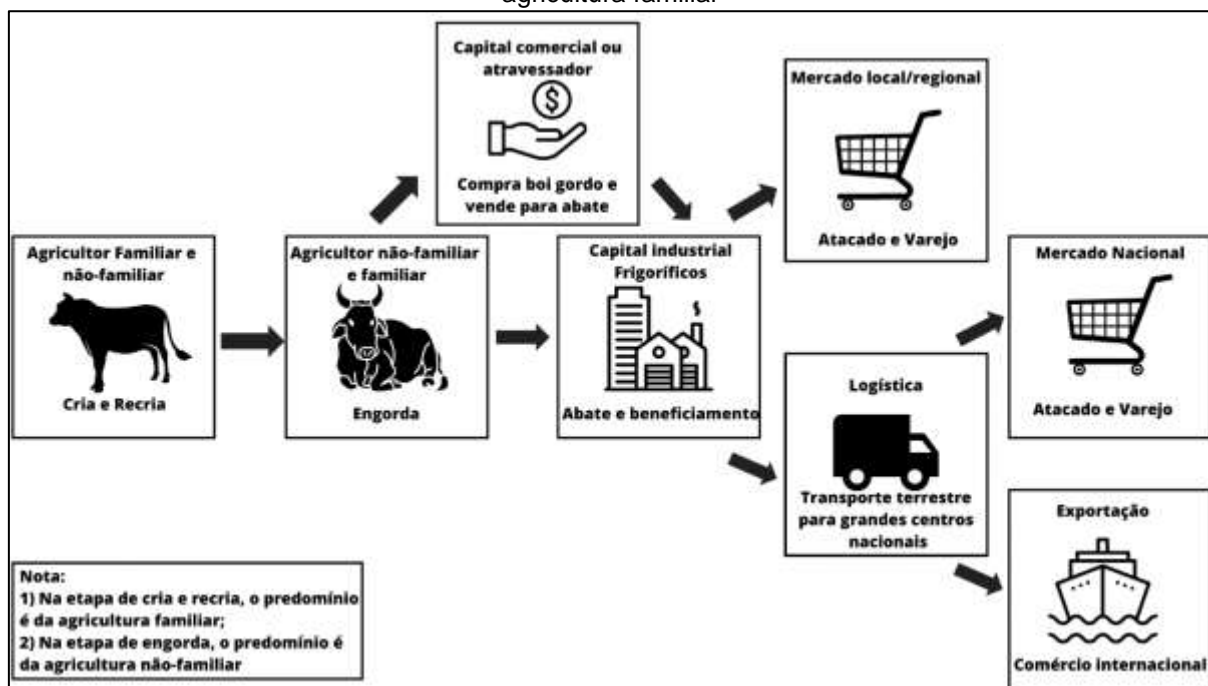 agricultura familiar
Capital comercial ou
atravessador
$
Compra boi gordo e
vende para abate
Mercado local/regional
Atacado e Varejo
Agricultor Familiar e
não-familiar
Cria e Recria
Agricultor não-familiar
e familiar
Engorda
Capital industrial
Frigoríficos
Abate e beneficiamento
Mercado Nacional
Atacado e Varejo
Logística
Transporte terrestre
para grandes centros
nacionais
Exportação
Comércio internacional
Nota:
1) Na etapa de cria e recria, o predomínio
é da agricultura familiar;
2) Na etapa de engorda, o predomínio é
da agricultura não-familiar